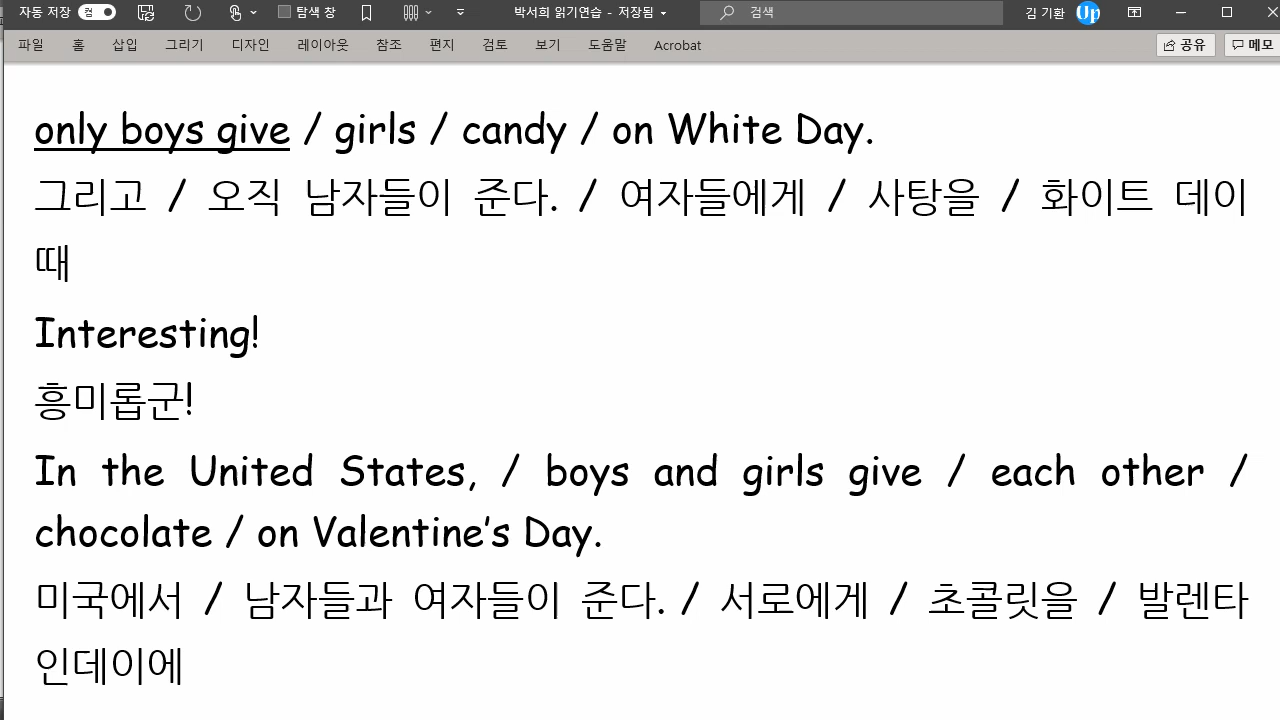 자동 저장 컴 탐색 창 박서희 읽기연습 - 저장됨 검색 김 기환 Up
파일 홈 삽입 그리기 디자인 레이아웃 참조 편지 검토 보기 도움말 Acrobat 공유 메모
only boys give / girls / candy / on White Day.
그리고 / 오직 남자들이 준다. / 여자들에게 / 사탕을 / 화이트 데이
때
Interesting!
흥미롭군!
In the United States, / boys and girls give / each other /
chocolate / on Valentine's Day.
미국에서 / 남자들과 여자들이 준다. / 서로에게 / 초콜릿을 / 발렌타
인데이에